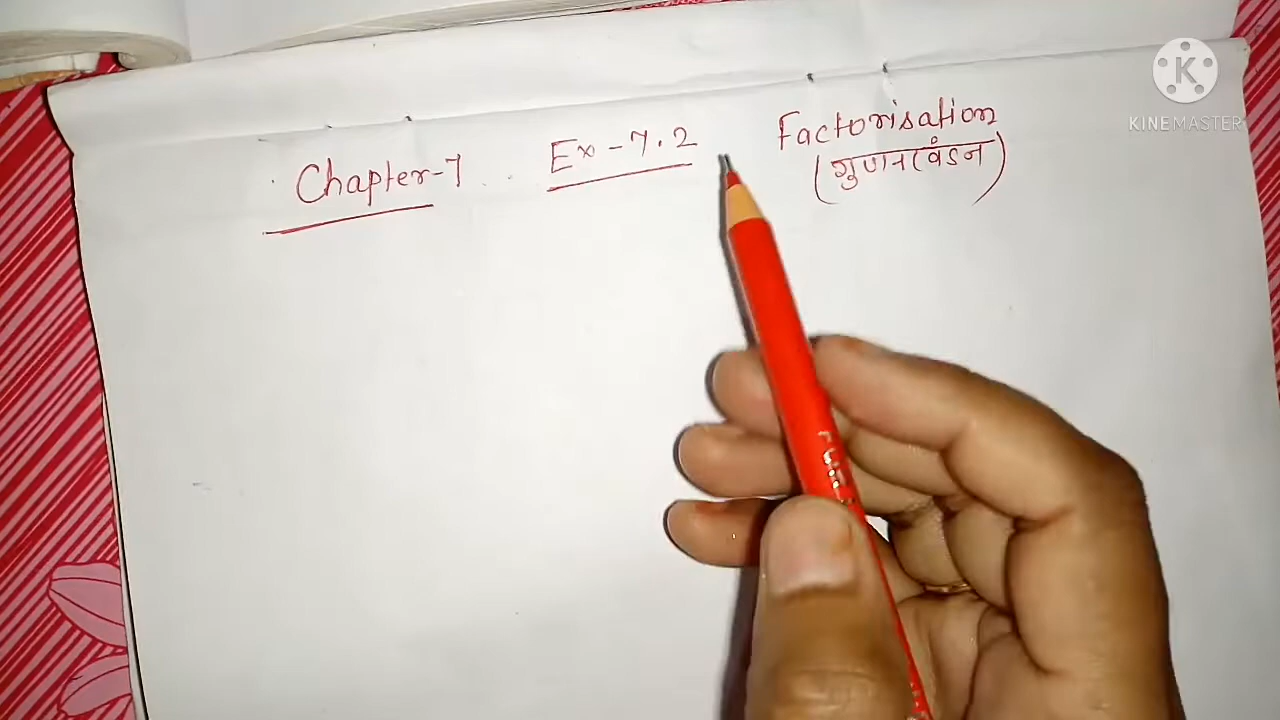 Chapter-7 Ex-7.2 Factorisation
(गुणनखंडन)
K
KINEMASTER